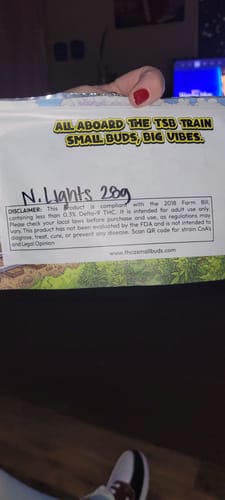 ALL ABOARD THE TSB TRAIN
SMALL BUDS, BIG VIBES.
N. Lights 28g
DISCLAIMER: This Product is compliant with the 2018 Farm Bill,
containing less than 0.3% Delta-9 THC. It is intended for adult use only.
Please check your local laws before purchase and use, as regulations may
vary. This product has not been evaluated by the FDA and is not intended to
diagnose, treat, cure, or prevent any disease. Scan QR code for strain CoA's
and Legal Opinion
www.thcasmallbuds.com